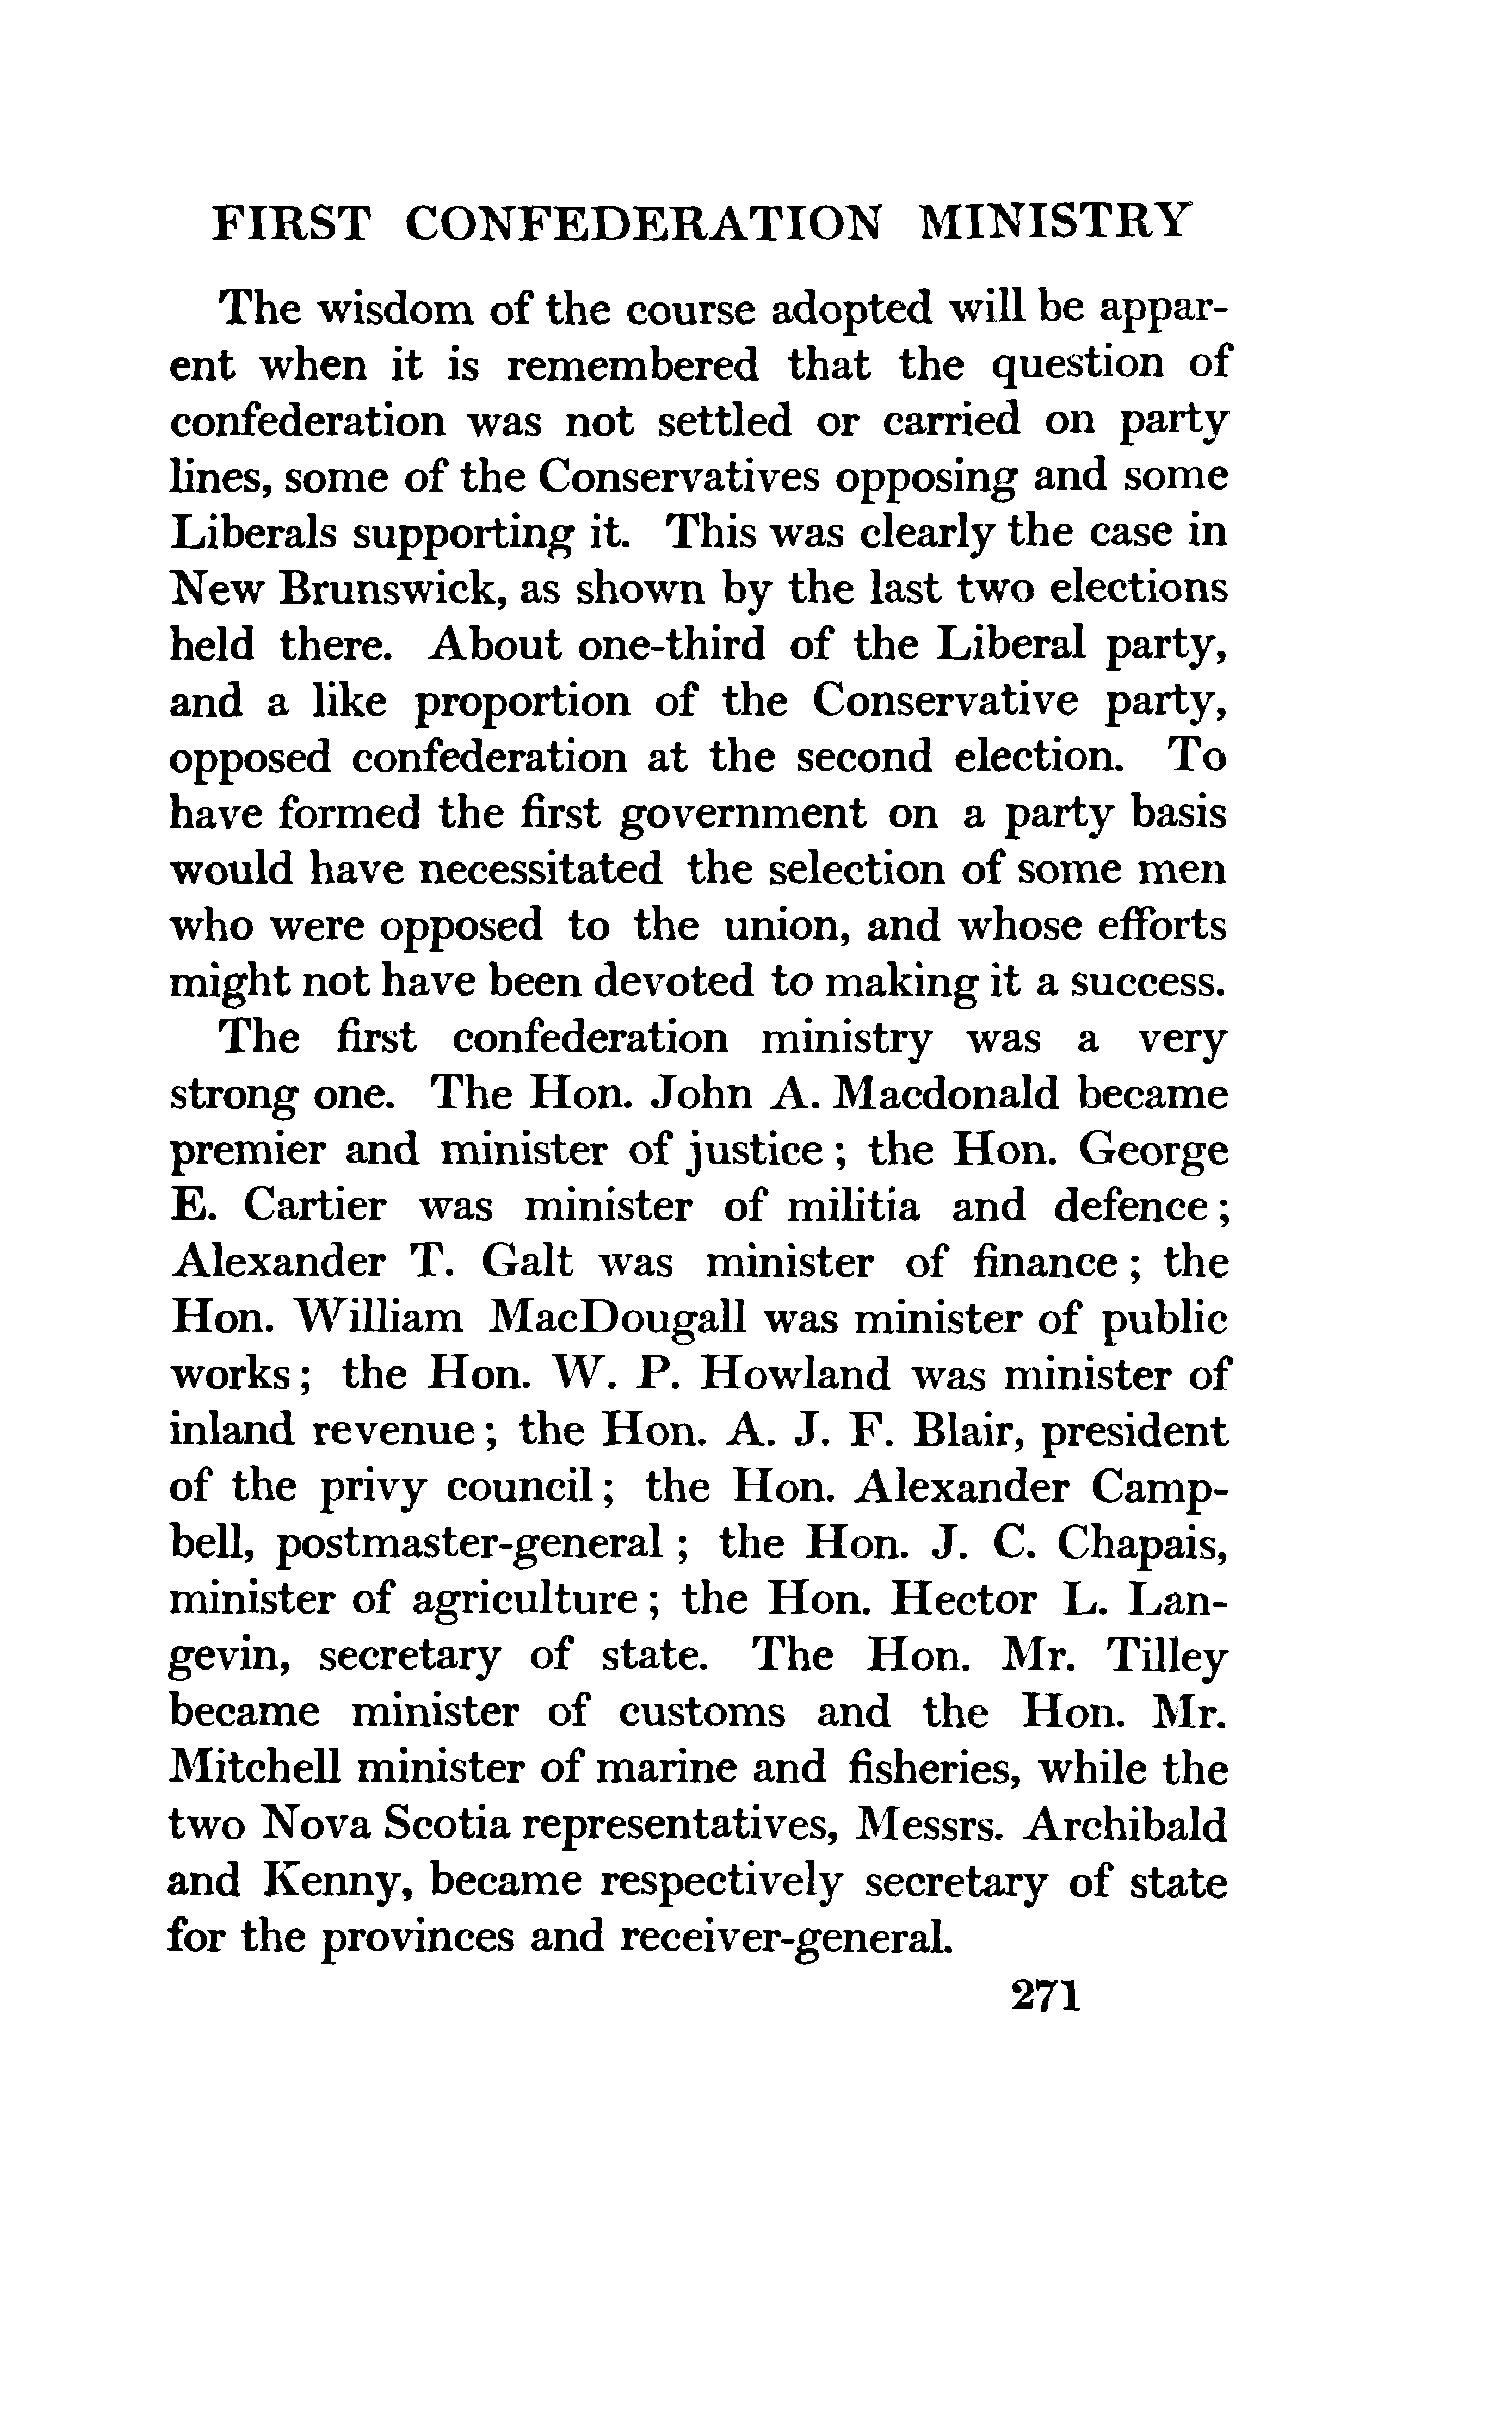 FIRST CONFEDERATION MINISTRY
The wisdom of the course adopted will be appar-
ent when it is remembered that the question of
confederation was not settled or carried on party
lines, some of the Conservatives opposing and some
Liberals supporting it. This was clearly the case in
New Brunswick, as shown by the last two elections
held there. About one-third of the Liberal party,
and a like proportion of the Conservative party,
opposed confederation at the second election. To
have formed the first government on a party basis
would have necessitated the selection of some men
who were opposed to the union, and whose efforts
might not have been devoted to making it a success.
The first confederation ministry was a very
strong one. The Hon. John A. Macdonald became
premier and minister of justice; the Hon. George
E. Cartier was minister of militia and defence;
Alexander T. Galt was minister of finance; the
Hon. William MacDougall was minister of public
works; the Hon. W. P. Howland was minister of
inland revenue; the Hon. A. J. F. Blair, president
of the privy council; the Hon. Alexander Camp-
bell, postmaster-general; the Hon. J. C. Chapais,
minister of agriculture; the Hon. Hector L. Lan-
gevin, secretary of state. The Hon. Mr. Tilley
became minister of customs and the Hon. Mr.
Mitchell minister of marine and fisheries, while the
two Nova Scotia representatives, Messrs. Archibald
and Kenny, became respectively secretary of state
for the provinces and receiver-general.
271